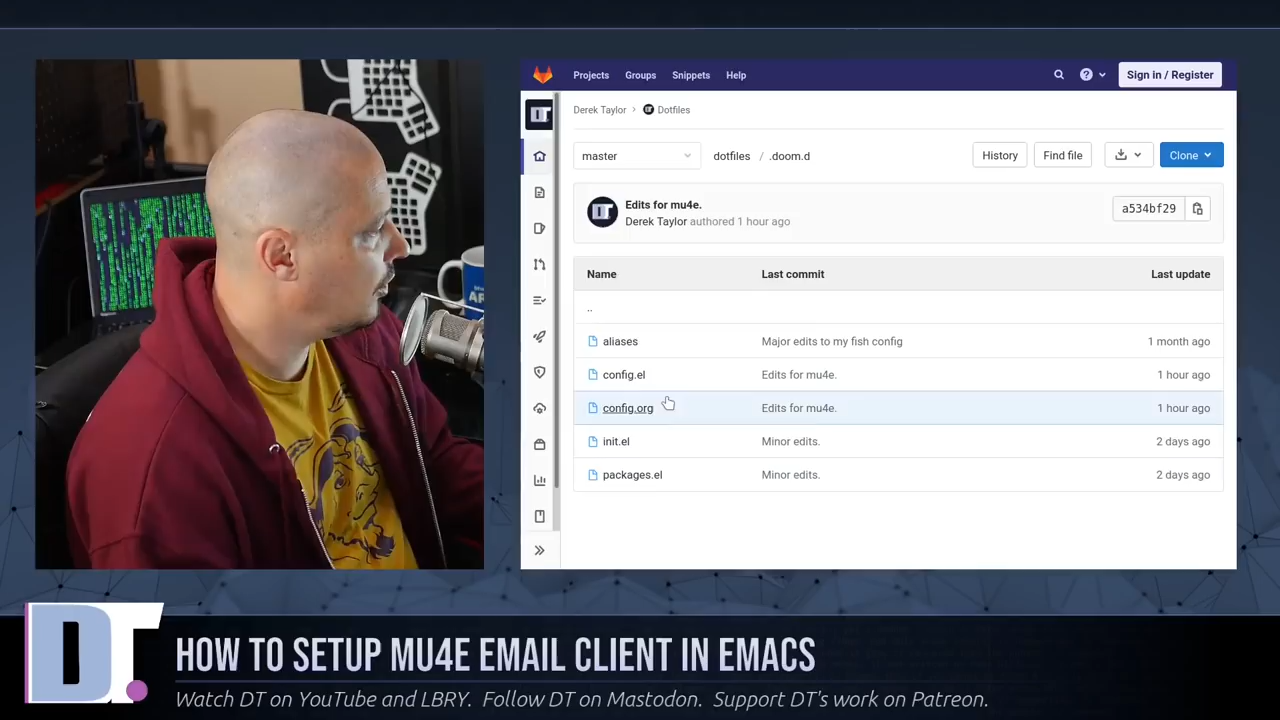 Projects Groups Snippets Help Sign in / Register
DT
Derek Taylor > DT Dotfiles
master dotfiles / .doom.d History Find file Clone
DT
Edits for mu4e.
Derek Taylor authored 1 hour ago
a534bf29
Name Last commit Last update
..
aliases Major edits to my fish config 1 month ago
config.el Edits for mu4e. 1 hour ago
config.org Edits for mu4e. 1 hour ago
init.el Minor edits. 2 days ago
packages.el Minor edits. 2 days ago
DT.
HOW TO SETUP MU4E EMAIL CLIENT IN EMACS
Watch DT on YouTube and LBRY. Follow DT on Mastodon. Support DT's work on Patreon.